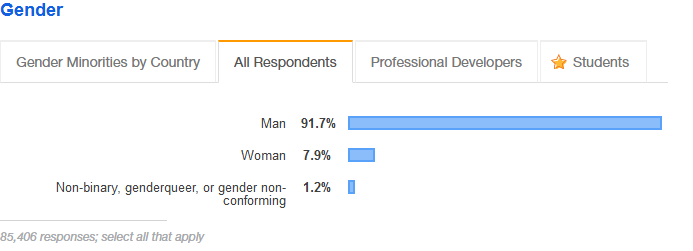 Gender
Gender Minorities by Country
All Respondents
Professional Developers
Students
Man 91.7%
Woman 7.9%
Non-binary, genderqueer, or gender non-
conforming 1.2%
85,406 responses; select all that apply